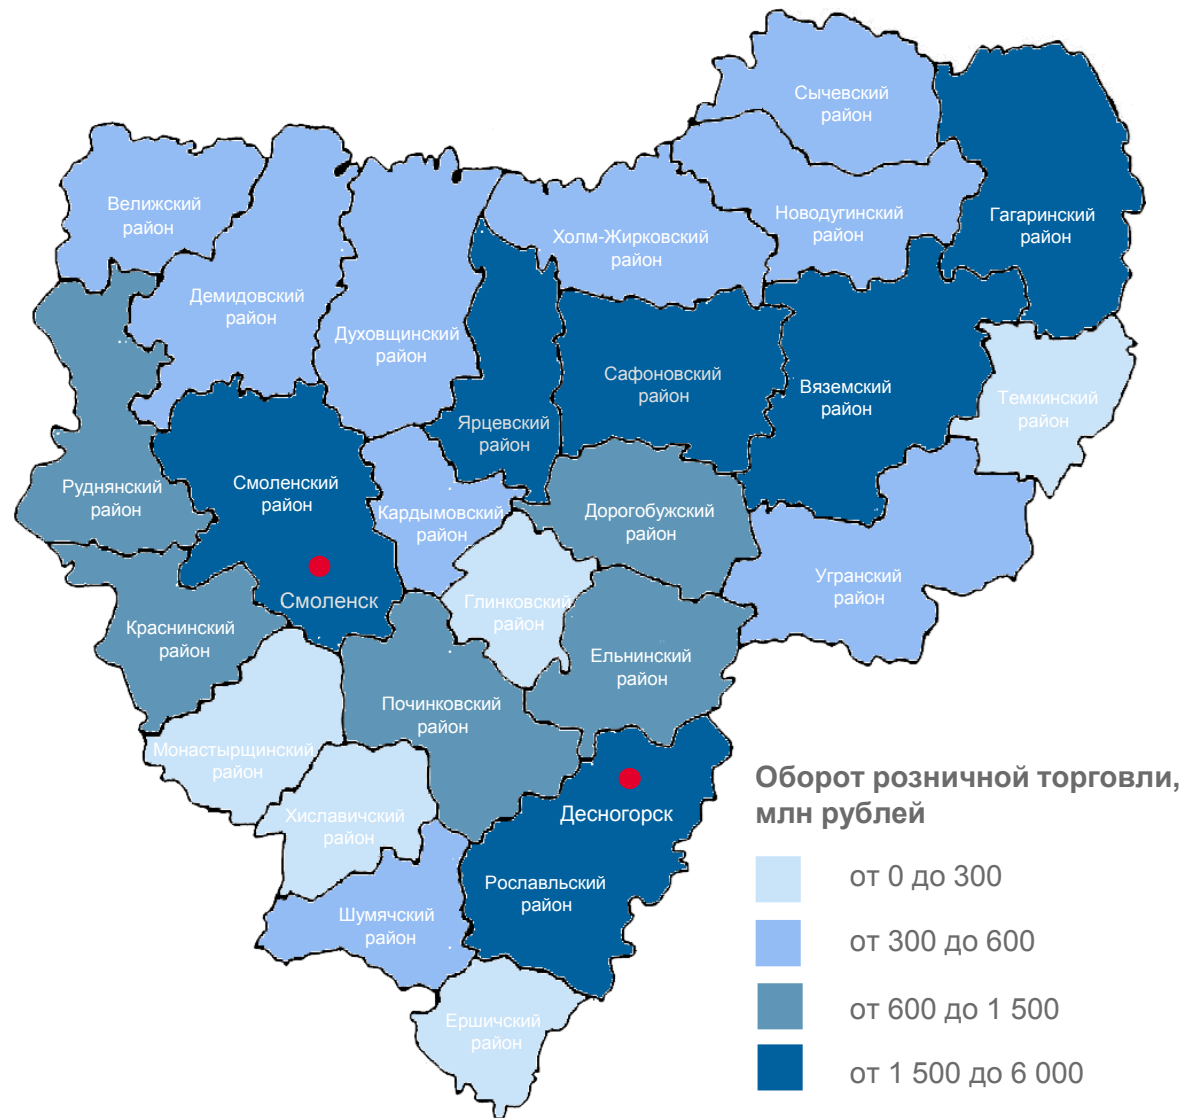 Сычевский
район
Велижский
район
Новодугинский
район
Гагаринский
район
Холм-Жирковский
район
Демидовский
район
Духовщинский
район
Сафоновский
район
Вяземский
район
Темкинский
район
Ярцевский
район
Руднянский
район
Смоленский
район
Кардымовский
район
Дорогобужский
район
Угранский
район
Смоленск
Глинковский
район
Краснинский
район
Ельнинский
район
Починковский
район
Монастырщинский
район
Хиславичский
район
Десногорск
Рославльский
район
Шумячский
район
Ершичский
район
Оборот розничной торговли,
млн рублей
от 0 до 300
от 300 до 600
от 600 до 1 500
от 1 500 до 6 000